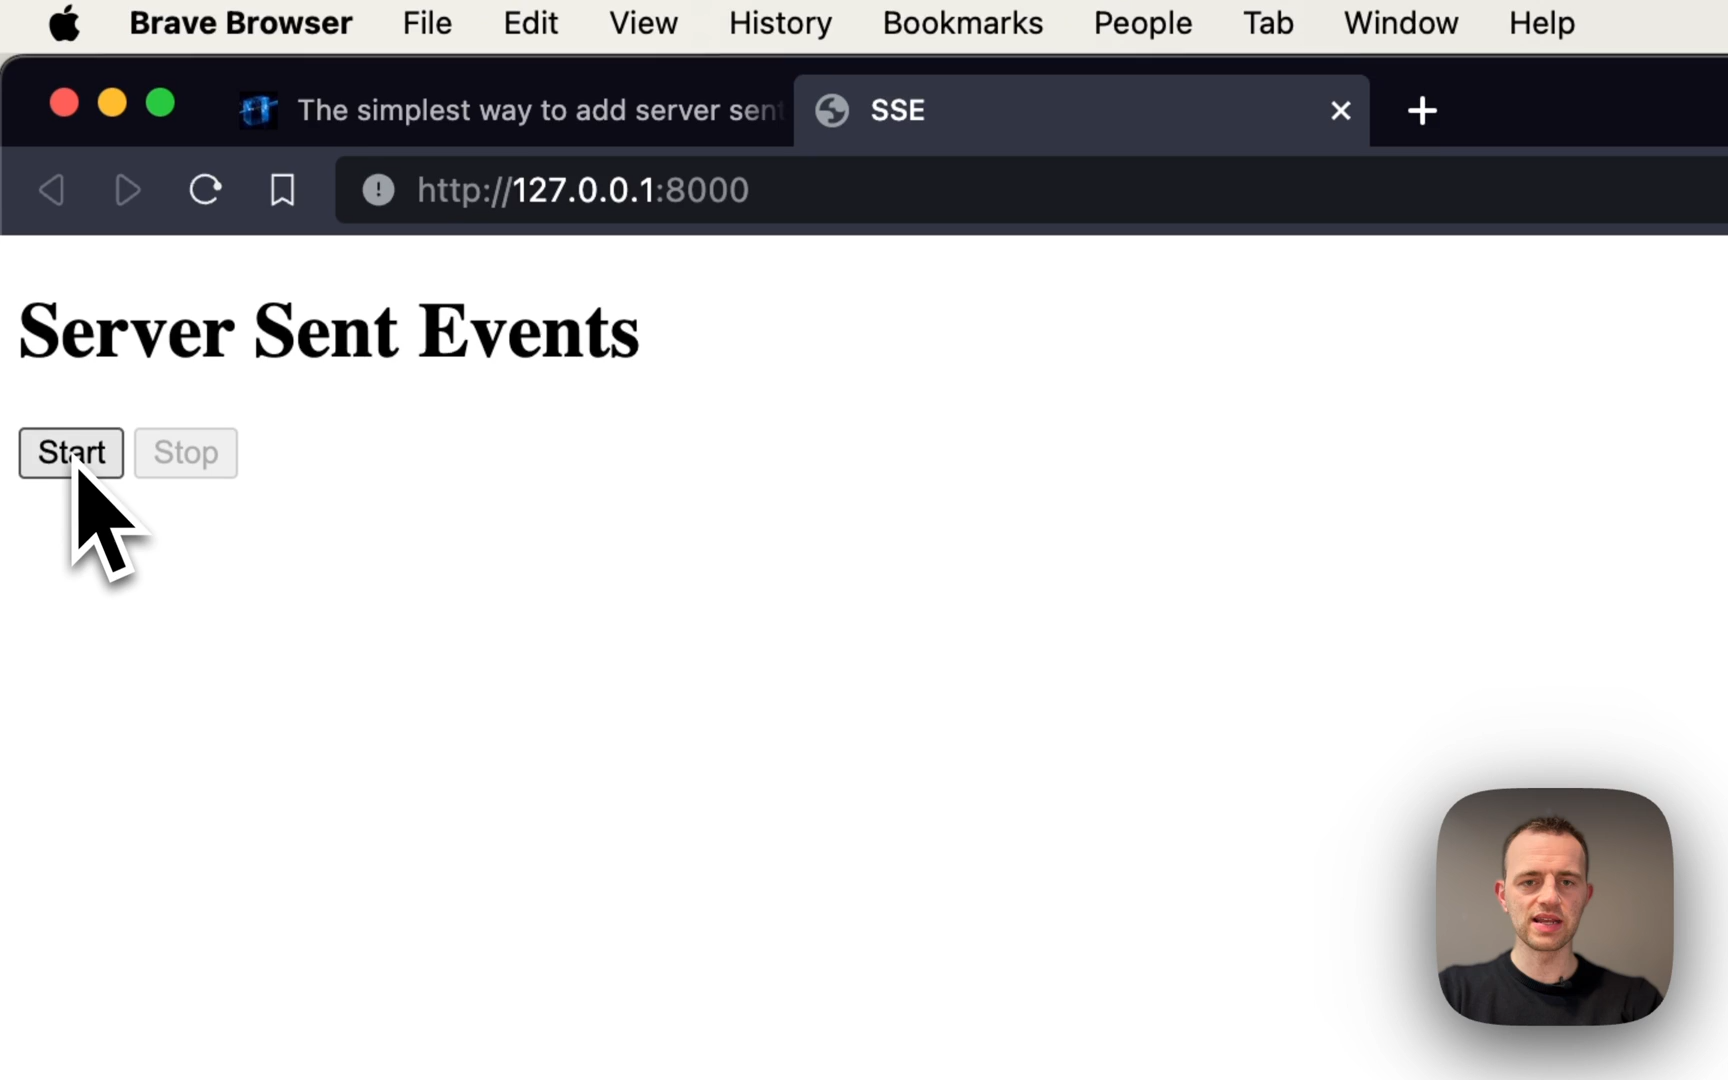 Brave Browser File Edit View History Bookmarks People Tab Window Help
The simplest way to add server sent SSE
http://127.0.0.1:8000
Server Sent Events
Start Stop